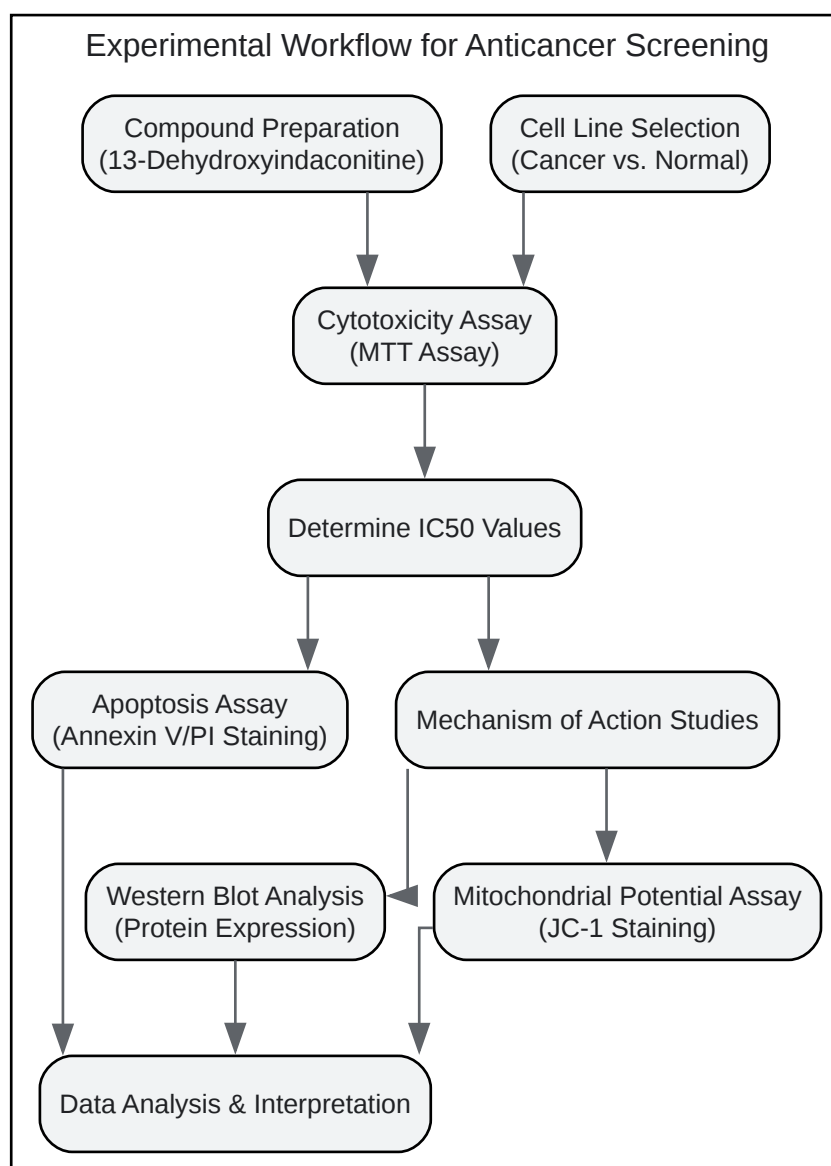 Experimental Workflow for Anticancer Screening
Compound Preparation
(13-Dehydroxyindaconitine)
Cell Line Selection
(Cancer vs. Normal)
Cytotoxicity Assay
(MTT Assay)
Determine IC50 Values
Apoptosis Assay
(Annexin V/PI Staining)
Mechanism of Action Studies
Western Blot Analysis
(Protein Expression)
Mitochondrial Potential Assay
(JC-1 Staining)
Data Analysis & Interpretation